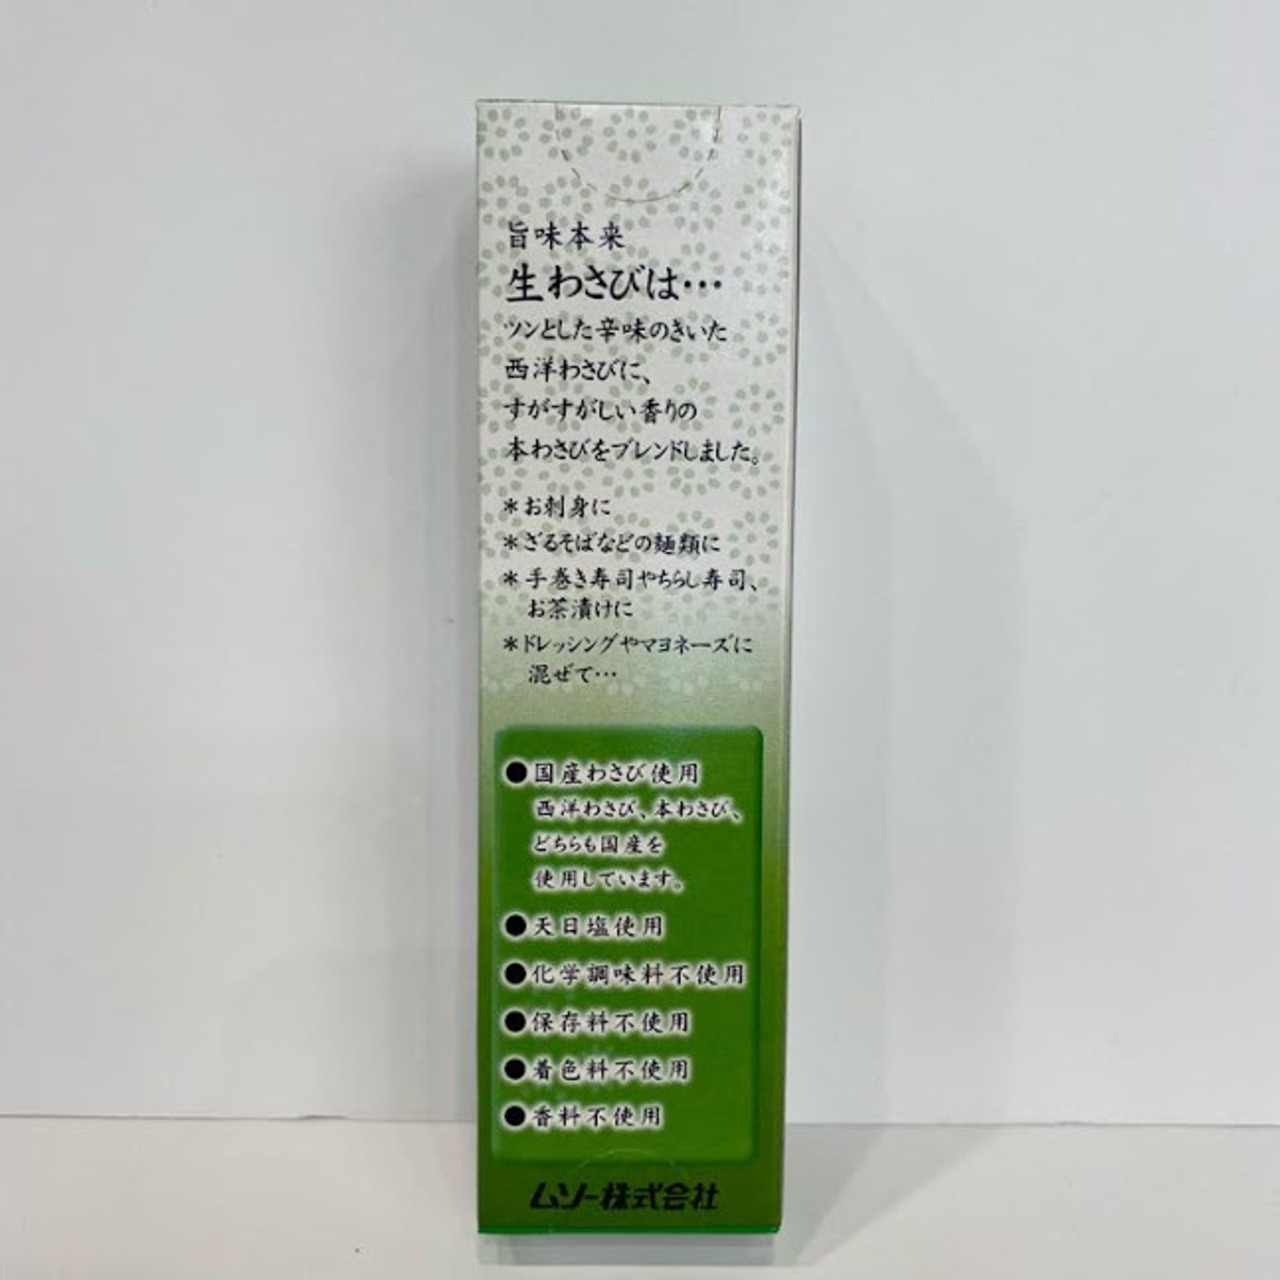 旨味本来
生わさびは…
ツンとした辛味のきいた
西洋わさびに、
すがすがしい香りの
本わさびをブレンドしました。
＊お刺身に
＊ざるそばなどの麺類に
＊手巻き寿司やちらし寿司、
お茶漬けに
＊ドレッシングやマヨネーズに
混ぜて…
●国産わさび使用
西洋わさび、本わさび、
どちらも国産を
使用しています。
●天日塩使用
●化学調味料不使用
●保存料不使用
●着色料不使用
●香料不使用
ムソー株式会社